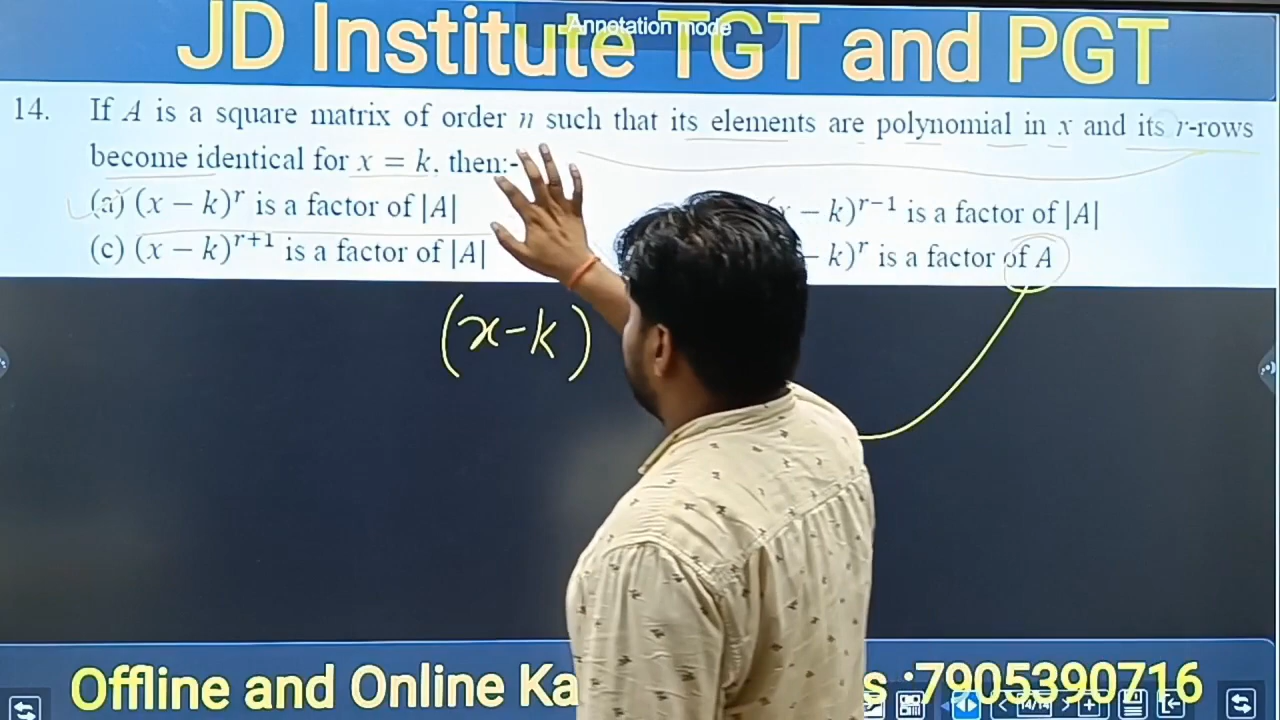 Annotation mode
JD Institute TGT and PGT
14. If A is a square matrix of order n such that its elements are polynomial in x and its r-rows
become identical for x = k, then:-
(a) (x − k)^r is a factor of |A|
− k)^{r−1} is a factor of |A|
(c) (x − k)^{r+1} is a factor of |A|
− k)^r is a factor of A
(x-k)
Offline and Online Ka
s :7905390716
14/14